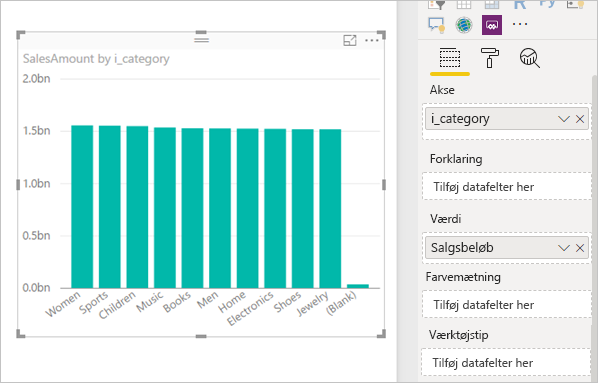 SalesAmount by i_category
2.0bn
1.5bn
1.0bn
0.5bn
0.0bn
Women
Sports
Children
Music
Books
Men
Home
Electronics
Shoes
Jewelry
(Blank)
R
Py
Akse
i_category
Forklaring
Tilføj datafelter her
Værdi
Salgsbeløb
Farvemætning
Tilføj datafelter her
Værktøjstip
Tilføj datafelter her